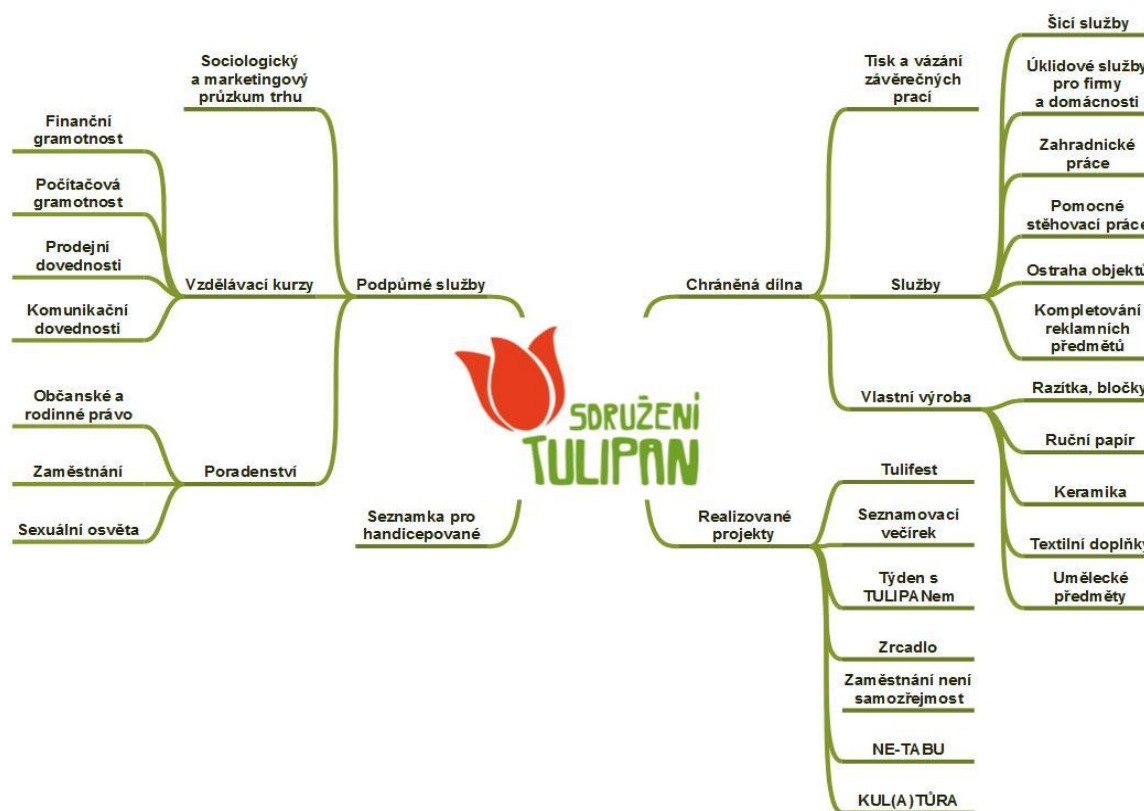 Sociologický
a marketingový
průzkum trhu
Finanční
gramotnost
Počítačová
gramotnost
Prodejní
dovednosti
Komunikační
dovednosti
Vzdělávací kurzy
Podpůrné služby
Občanské a
rodinné právo
Zaměstnání
Sexuální osvěta
Poradenství
Seznamka pro
handicepované
SDRUŽENÍ
TULIPAN
Chráněná dílna
Tisk a vázání
závěrečných
prací
Služby
Šicí služby
Úklidové služby
pro firmy
a domácnosti
Zahradnické
práce
Pomocné
stěhovací práce
Ostraha objektů
Kompletování
reklamních
předmětů
Vlastní výroba
Razítka, bločky
Ruční papír
Keramika
Textilní doplňky
Umělecké
předměty
Realizované
projekty
Tulifest
Seznamovací
večírek
Týden s
TULIPANem
Zrcadlo
Zaměstnání není
samozřejmost
NE-TABU
KUL(A)TŮRA